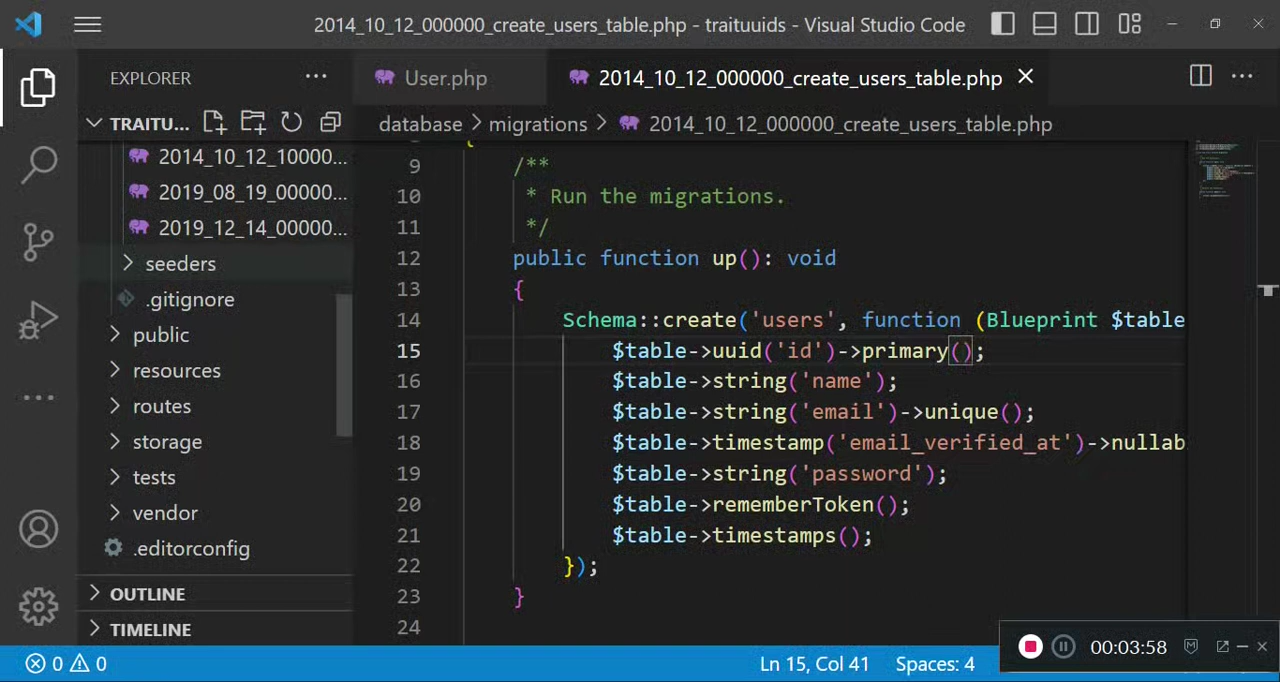 2014_10_12_000000_create_users_table.php - traituuids - Visual Studio Code
EXPLORER
User.php
2014_10_12_000000_create_users_table.php
TRAITU...
database > migrations > 2014_10_12_000000_create_users_table.php
2014_10_12_10000...
2019_08_19_00000...
2019_12_14_00000...
seeders
.gitignore
public
resources
routes
storage
tests
vendor
.editorconfig
OUTLINE
TIMELINE
9 /**
10 * Run the migrations.
11 */
12 public function up(): void
13 {
14 Schema::create('users', function (Blueprint $table
15 $table->uuid('id')->primary();
16 $table->string('name');
17 $table->string('email')->unique();
18 $table->timestamp('email_verified_at')->nullab
19 $table->string('password');
20 $table->rememberToken();
21 $table->timestamps();
22 });
23 }
24
0 0
Ln 15, Col 41 Spaces: 4
00:03:58